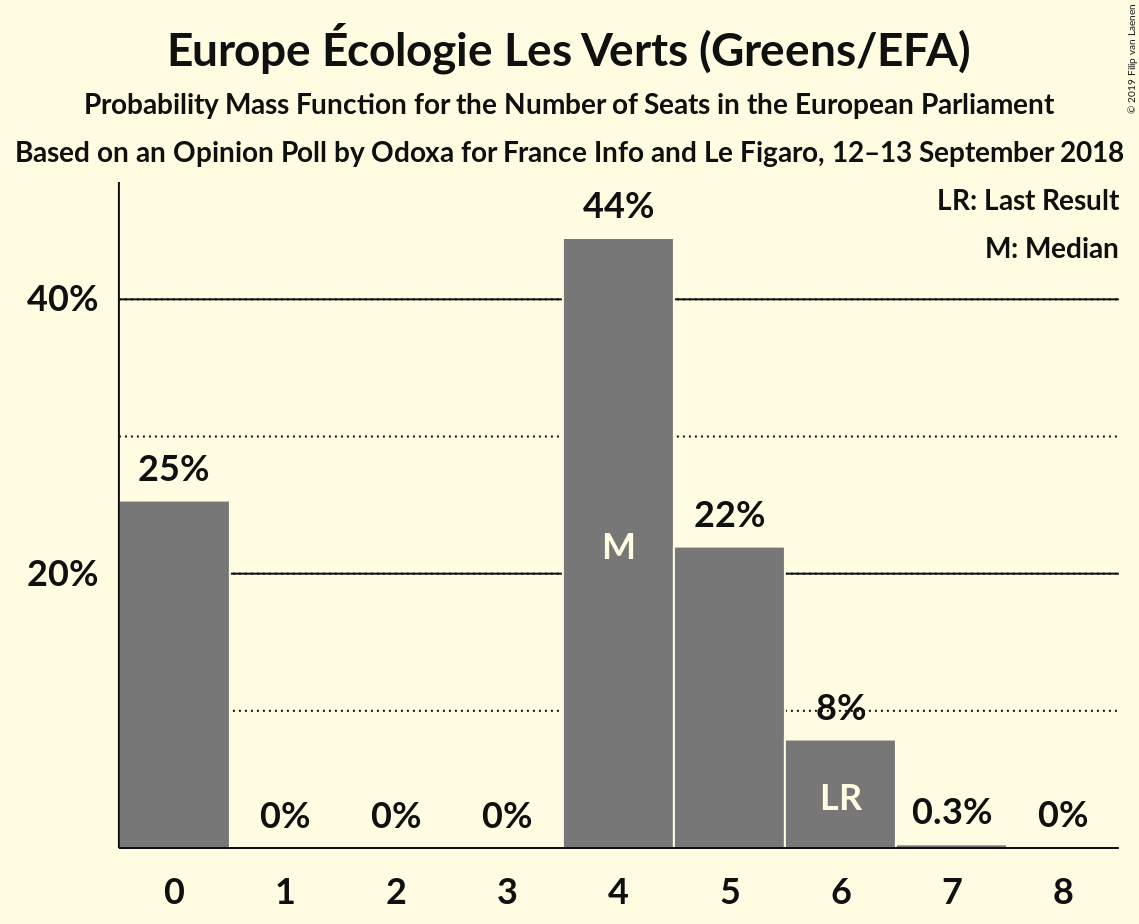 Europe Écologie Les Verts (Greens/EFA)
Probability Mass Function for the Number of Seats in the European Parliament
Based on an Opinion Poll by Odoxa for France Info and Le Figaro, 12–13 September 2018
© 2019 Filip van Laenen
LR: Last Result
M: Median
44%
40%
25%
22%
M
20%
8%
LR
0% 0% 0% 0.3% 0%
0 1 2 3 4 5 6 7 8